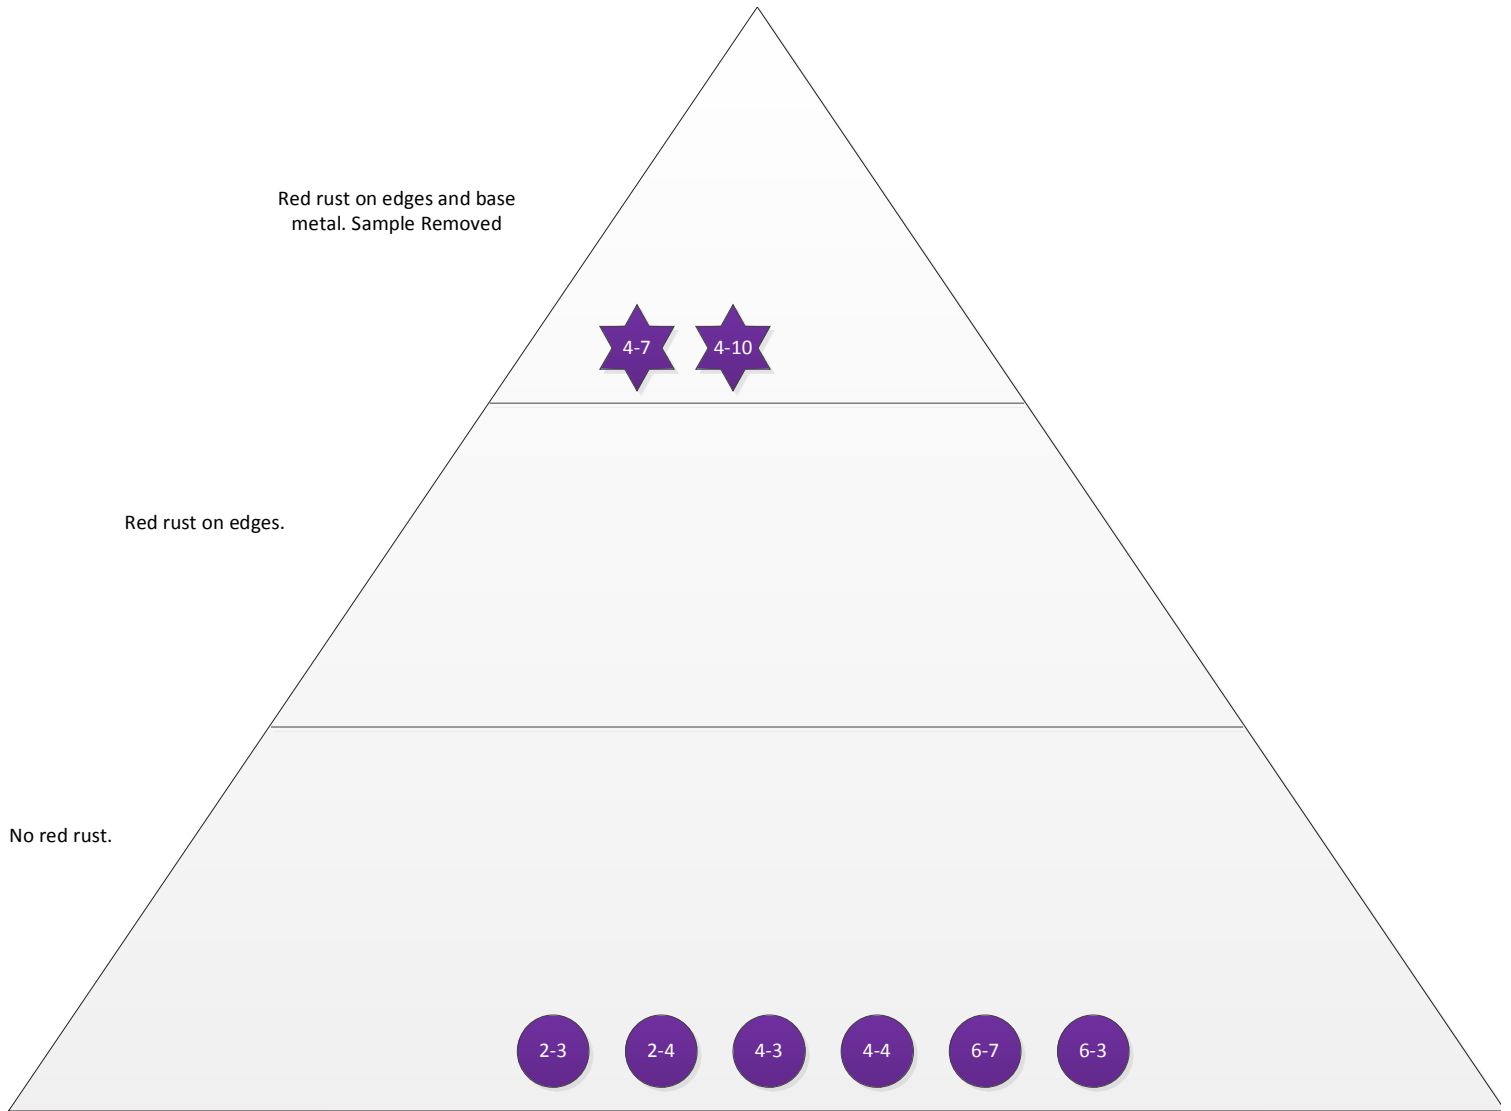 Red rust on edges and base
metal. Sample Removed
4-7
4-10
Red rust on edges.
No red rust.
2-3
2-4
4-3
4-4
6-7
6-3